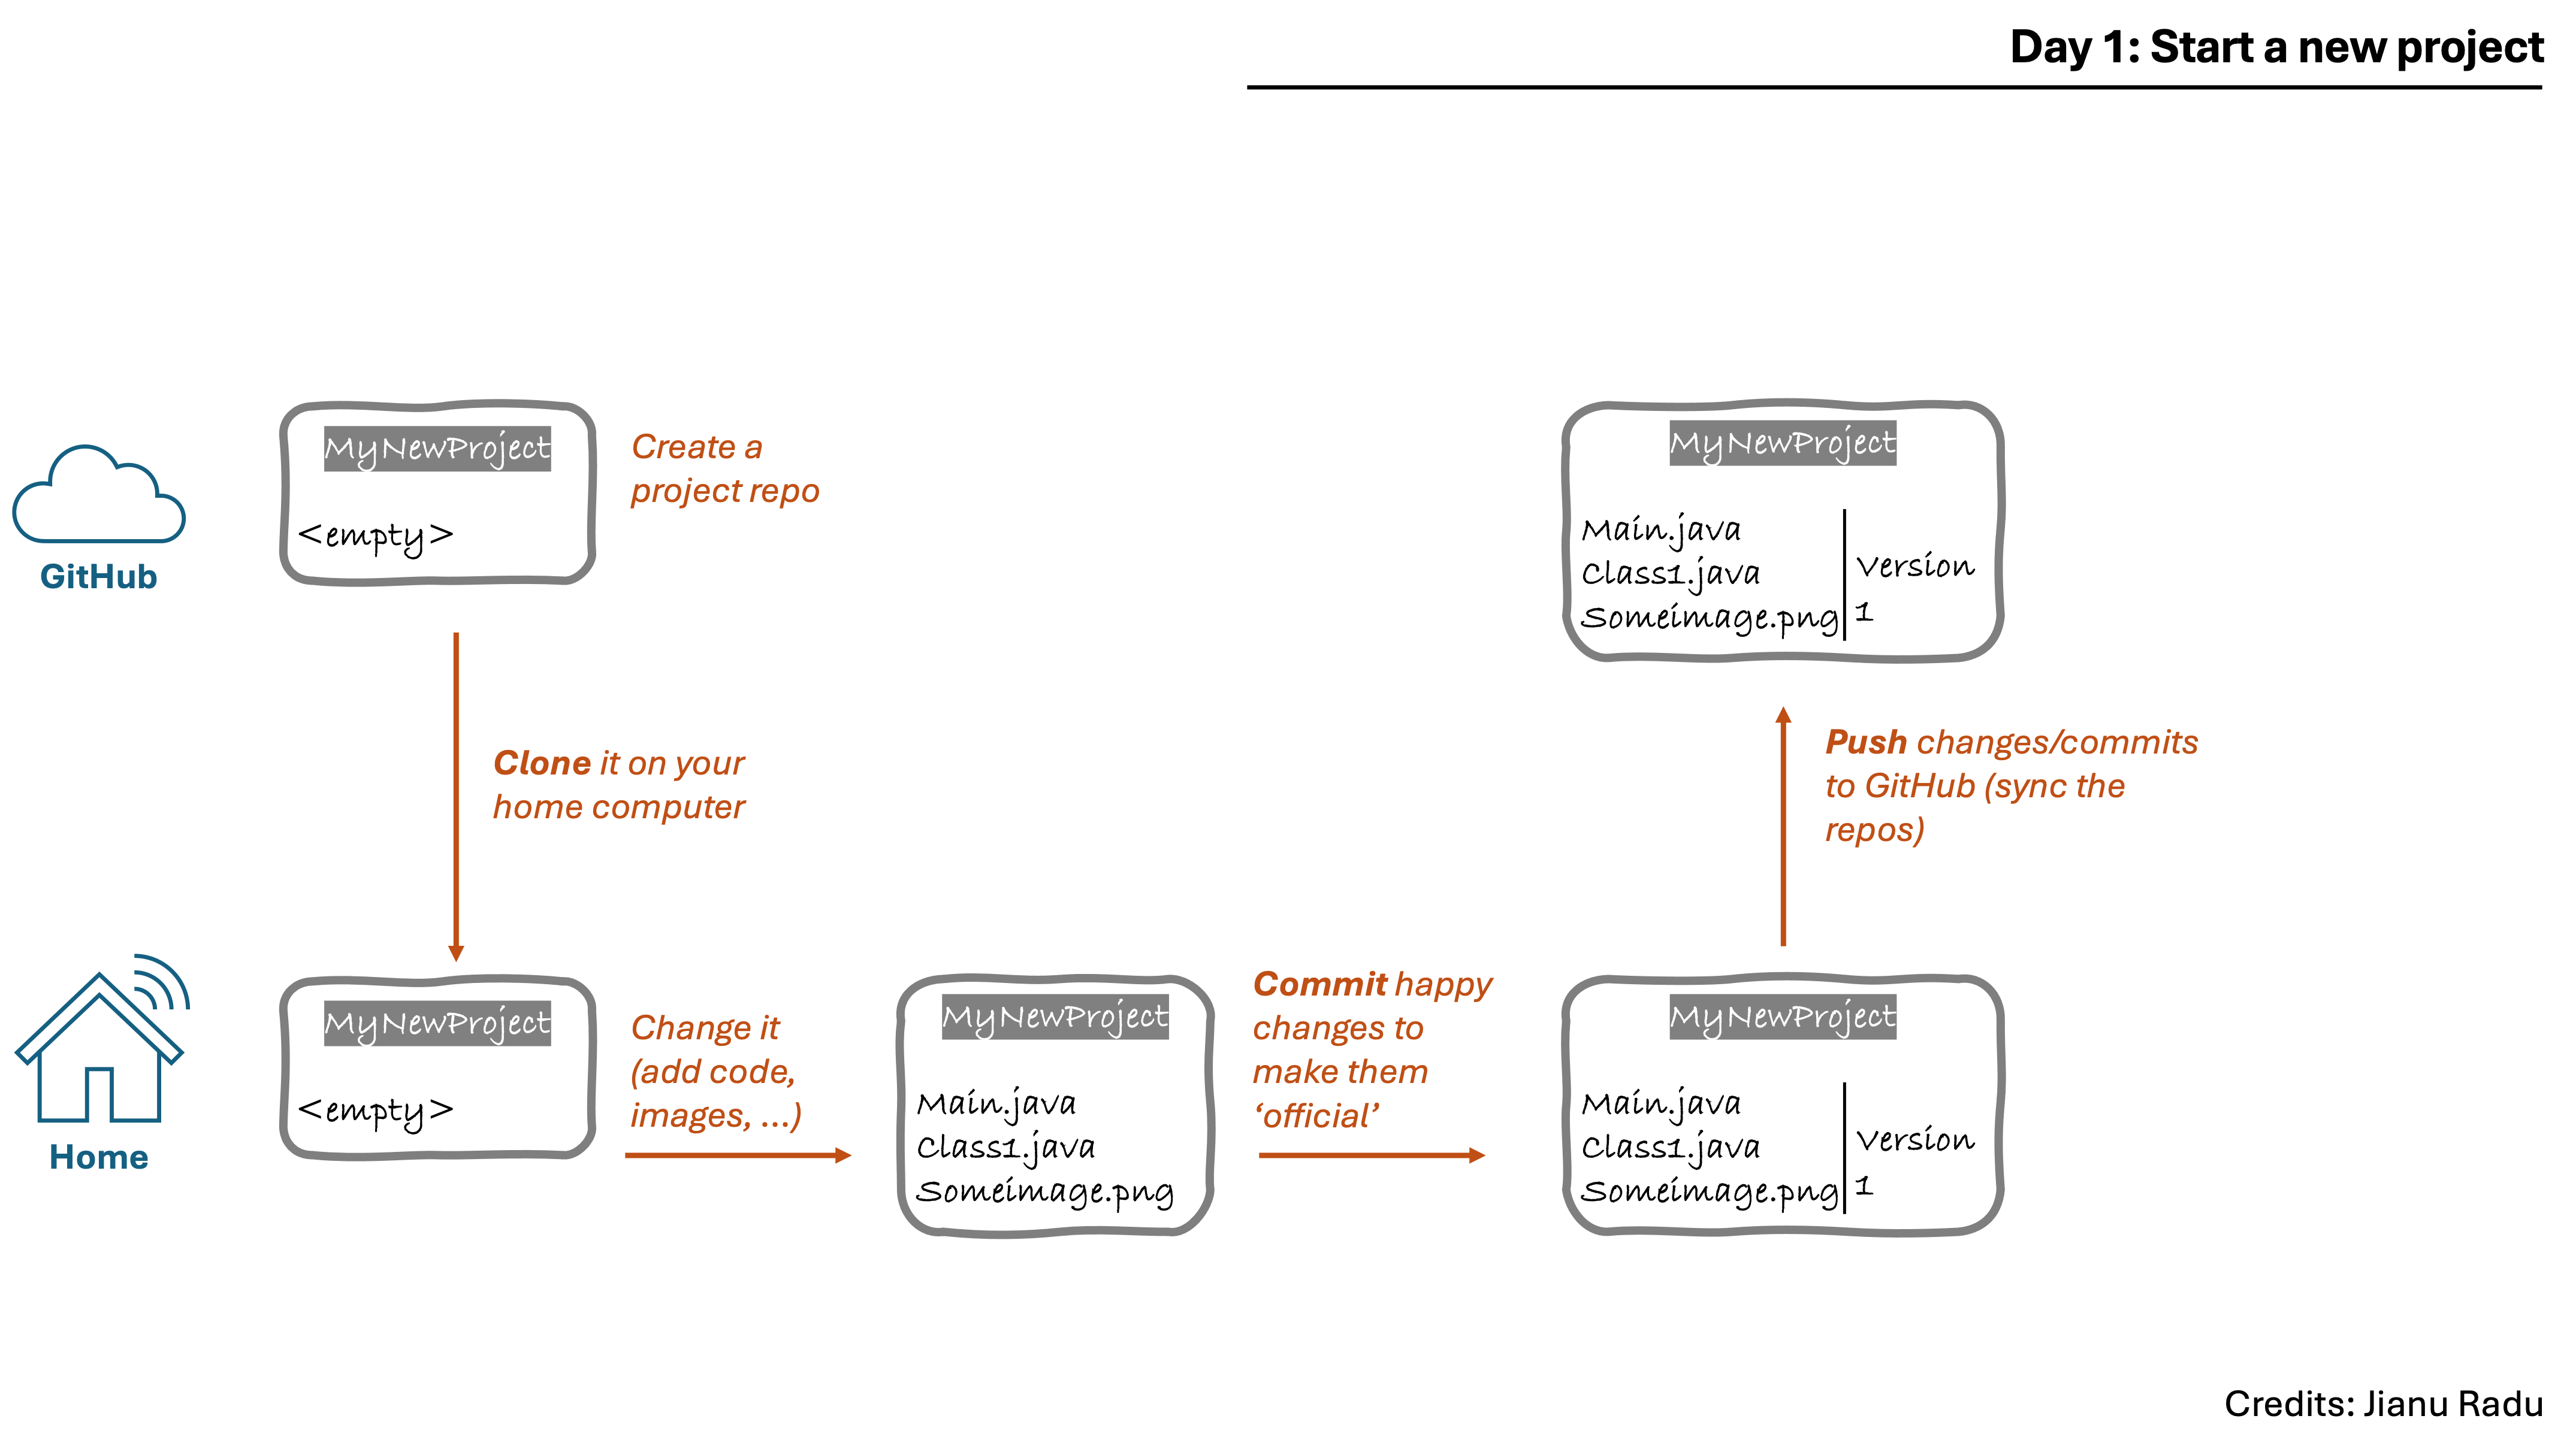 Day 1: Start a new project
MyNewProject
<empty>
Create a
project repo
GitHub
MyNewProject
Main.java
Class1.java
Someimage.png
Version
1
Clone it on your
home computer
Push changes/commits
to GitHub (sync the
repos)
Home
MyNewProject
<empty>
Change it
(add code,
images, ...)
MyNewProject
Main.java
Class1.java
Someimage.png
Commit happy
changes to
make them
‘official’
MyNewProject
Main.java
Class1.java
Someimage.png
Version
1
Credits: Jianu Radu